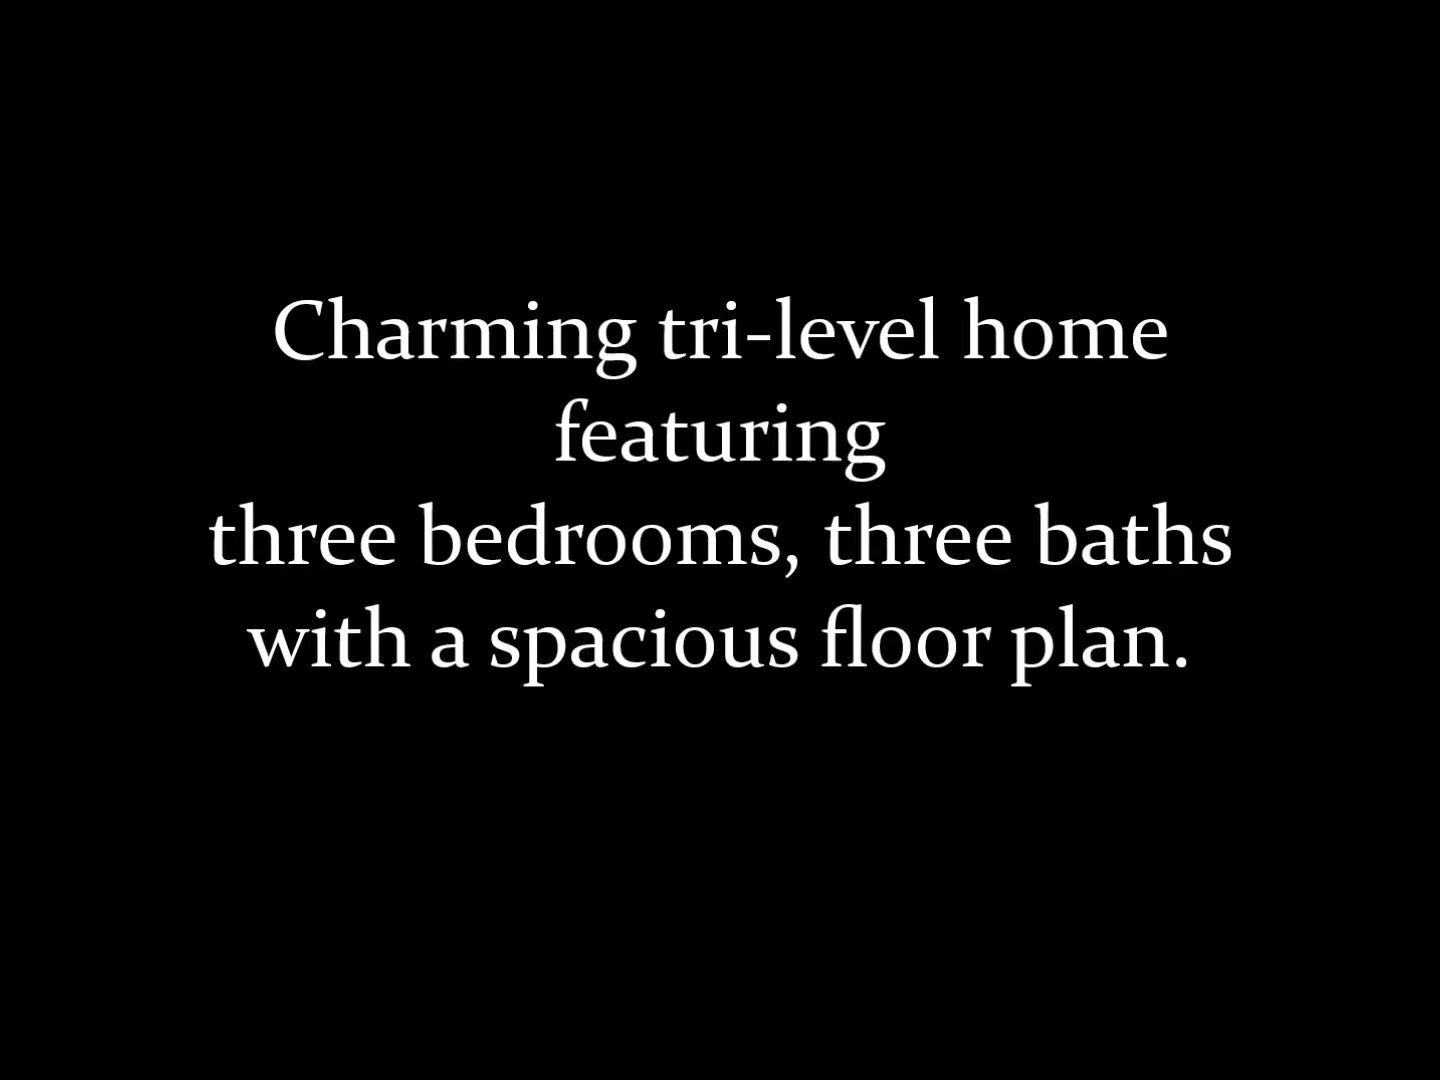 Charming tri-level home
featuring
three bedrooms, three baths
with a spacious floor plan.